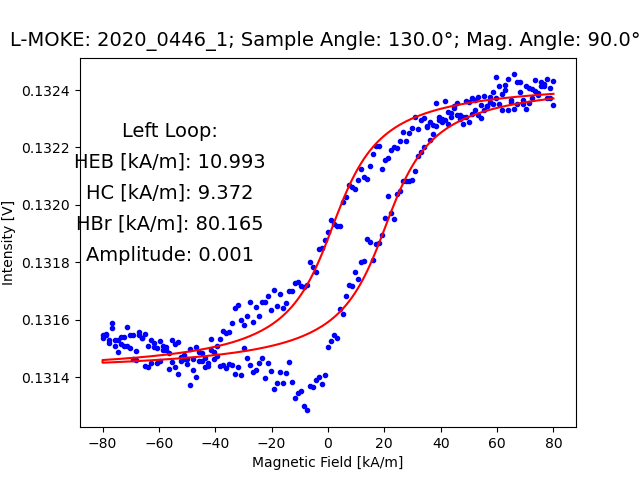 L-MOKE: 2020_0446_1; Sample Angle: 130.0°; Mag. Angle: 90.0°
0.1324
0.1322
0.1320
0.1318
0.1316
0.1314
Intensity [V]
Left Loop:
HEB [kA/m]: 10.993
HC [kA/m]: 9.372
HBr [kA/m]: 80.165
Amplitude: 0.001
−80 −60 −40 −20 0 20 40 60 80
Magnetic Field [kA/m]